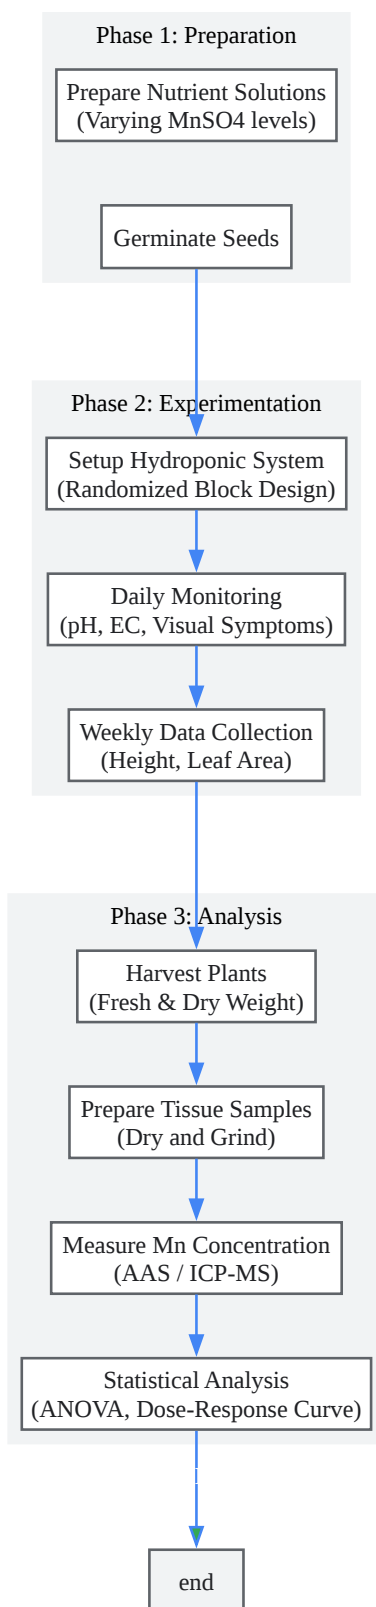 Phase 1: Preparation
Prepare Nutrient Solutions
(Varying MnSO4 levels)
Germinate Seeds
Phase 2: Experimentation
Setup Hydroponic System
(Randomized Block Design)
Daily Monitoring
(pH, EC, Visual Symptoms)
Weekly Data Collection
(Height, Leaf Area)
Phase 3: Analysis
Harvest Plants
(Fresh & Dry Weight)
Prepare Tissue Samples
(Dry and Grind)
Measure Mn Concentration
(AAS / ICP-MS)
Statistical Analysis
(ANOVA, Dose-Response Curve)
end